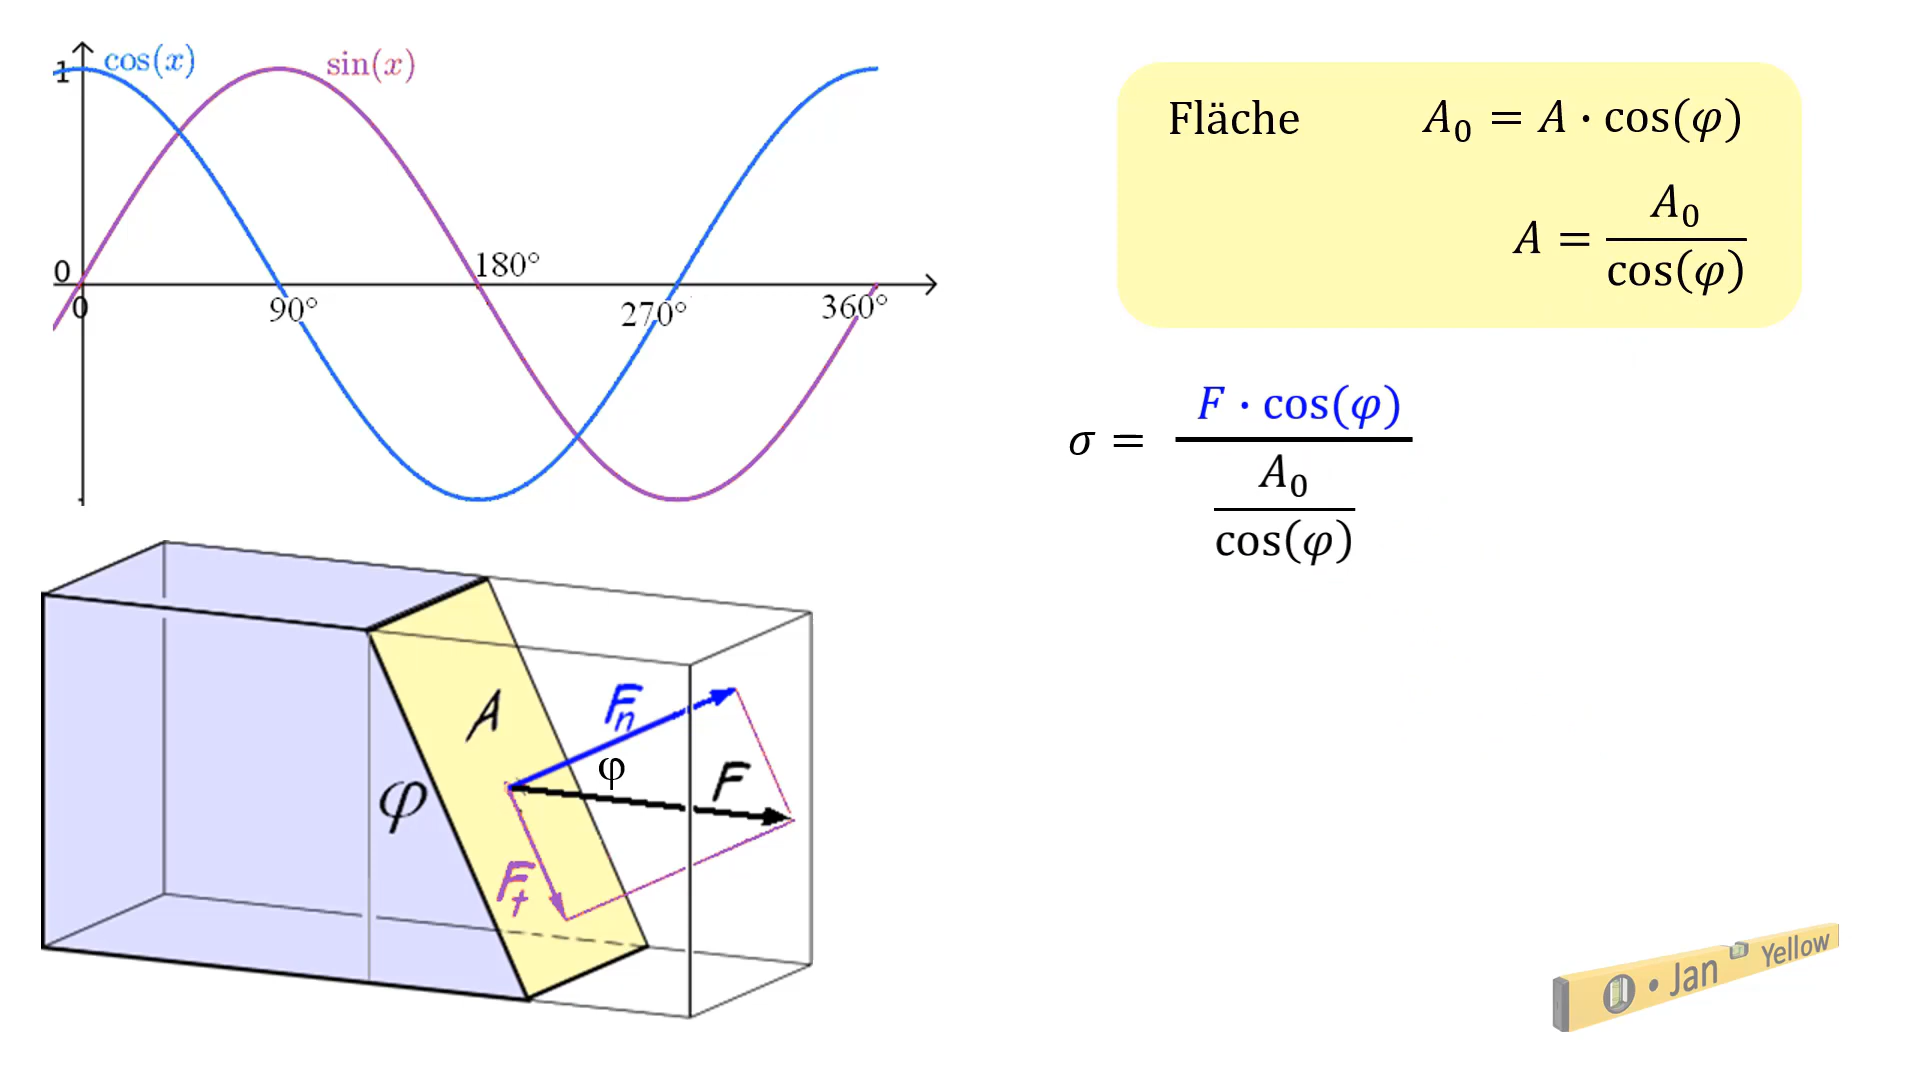 cos(x) sin(x)
1
0
0 90° 180° 270° 360°
Fläche A₀ = A · cos(φ)
A = A₀ / cos(φ)
σ = F · cos(φ) / (A₀ / cos(φ))
A
φ
Fn
φ
F
Ft
Jan Yellow